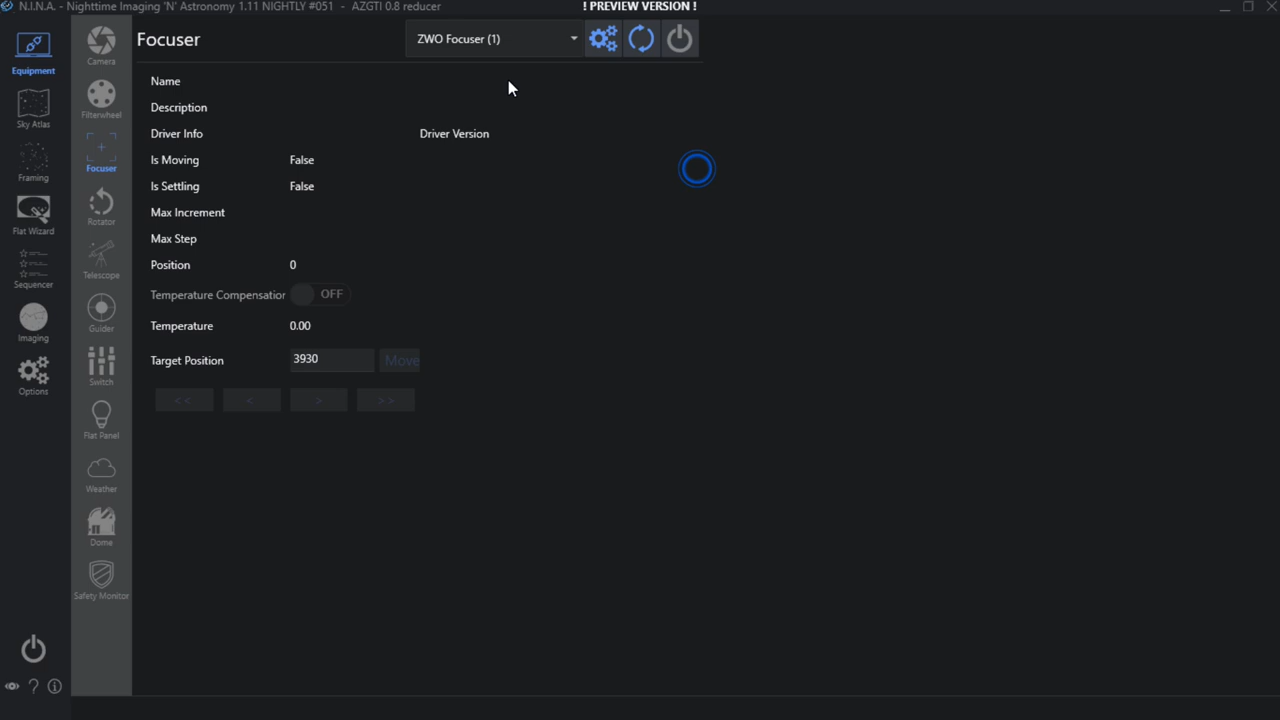 N.I.N.A. - Nighttime Imaging 'N' Astronomy 1.11 NIGHTLY #051 - AZGTI 0.8 reducer
! PREVIEW VERSION !
Equipment
Sky Atlas
Framing
Flat Wizard
Sequencer
Imaging
Options
Camera
Filterwheel
Focuser
Rotator
Telescope
Guider
Switch
Flat Panel
Weather
Dome
Safety Monitor
Focuser
ZWO Focuser (1)
Name
Description
Driver Info
Driver Version
Is Moving False
Is Settling False
Max Increment
Max Step
Position 0
Temperature Compensation OFF
Temperature 0.00
Target Position 3930 Move
<< < > >>